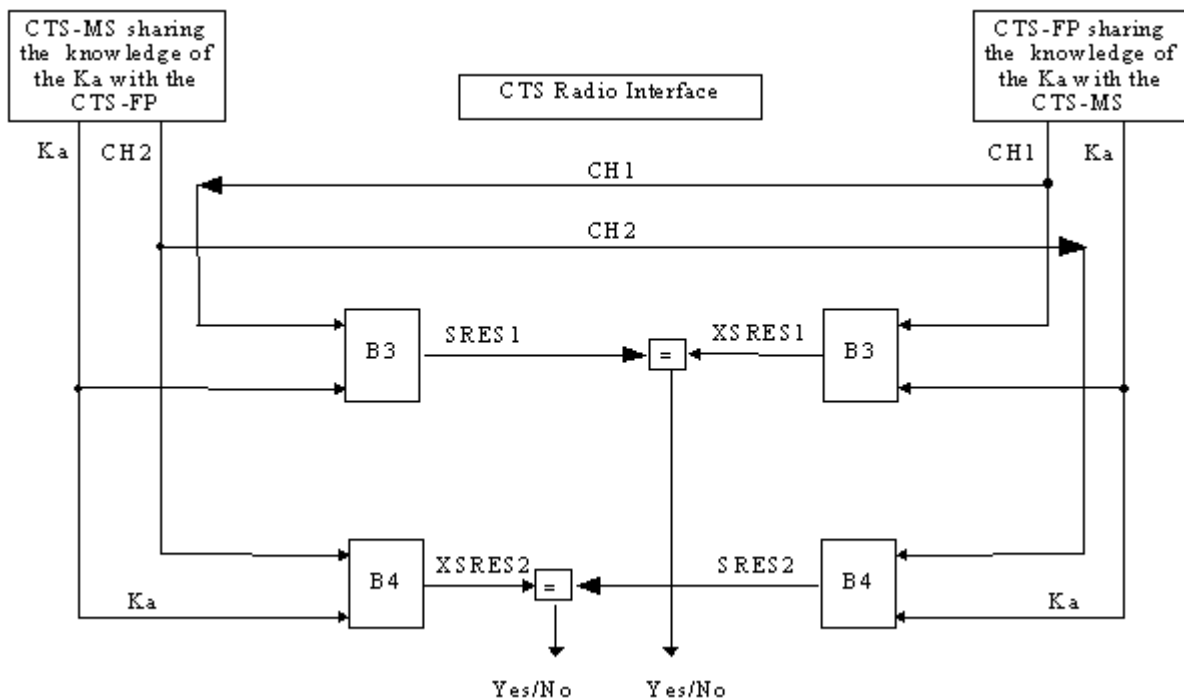 CTS-MS sharing
the knowledge of
the Ka with the
CTS-FP
CTS-FP sharing
the knowledge of
the Ka with the
CTS-MS
CTS Radio Interface
Ka
CH2
CH1
Ka
CH1
CH2
B3
SRES1
=
XSRES1
B3
B4
XSRES2
=
SRES2
B4
Ka
Ka
Yes/No
Yes/No